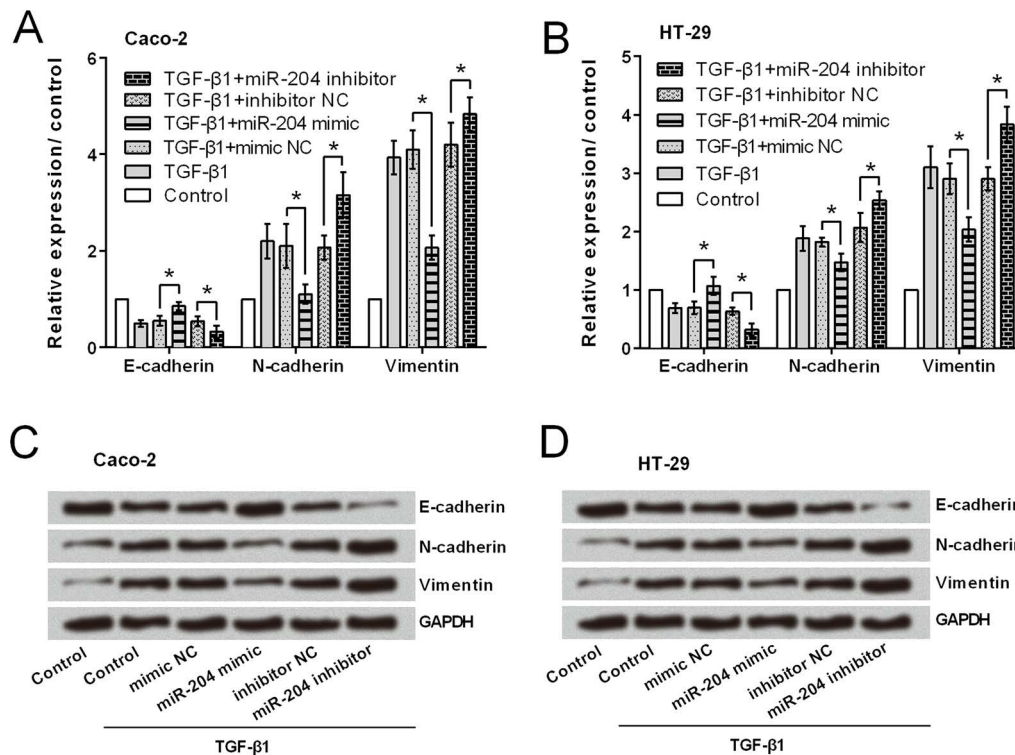 A
Caco-2
Relative expression/ control
6
4
2
0
TGF-β1+miR-204 inhibitor
TGF-β1+inhibitor NC
TGF-β1+miR-204 mimic
TGF-β1+mimic NC
TGF-β1
Control
* * * * * *
E-cadherin N-cadherin Vimentin
B
HT-29
Relative expression/ control
5
4
3
2
1
0
TGF-β1+miR-204 inhibitor
TGF-β1+inhibitor NC
TGF-β1+miR-204 mimic
TGF-β1+mimic NC
TGF-β1
Control
* * * * * *
E-cadherin N-cadherin Vimentin
C
Caco-2
E-cadherin
N-cadherin
Vimentin
GAPDH
Control Control mimic NC miR-204 mimic inhibitor NC miR-204 inhibitor
TGF-β1
D
HT-29
E-cadherin
N-cadherin
Vimentin
GAPDH
Control Control mimic NC miR-204 mimic inhibitor NC miR-204 inhibitor
TGF-β1